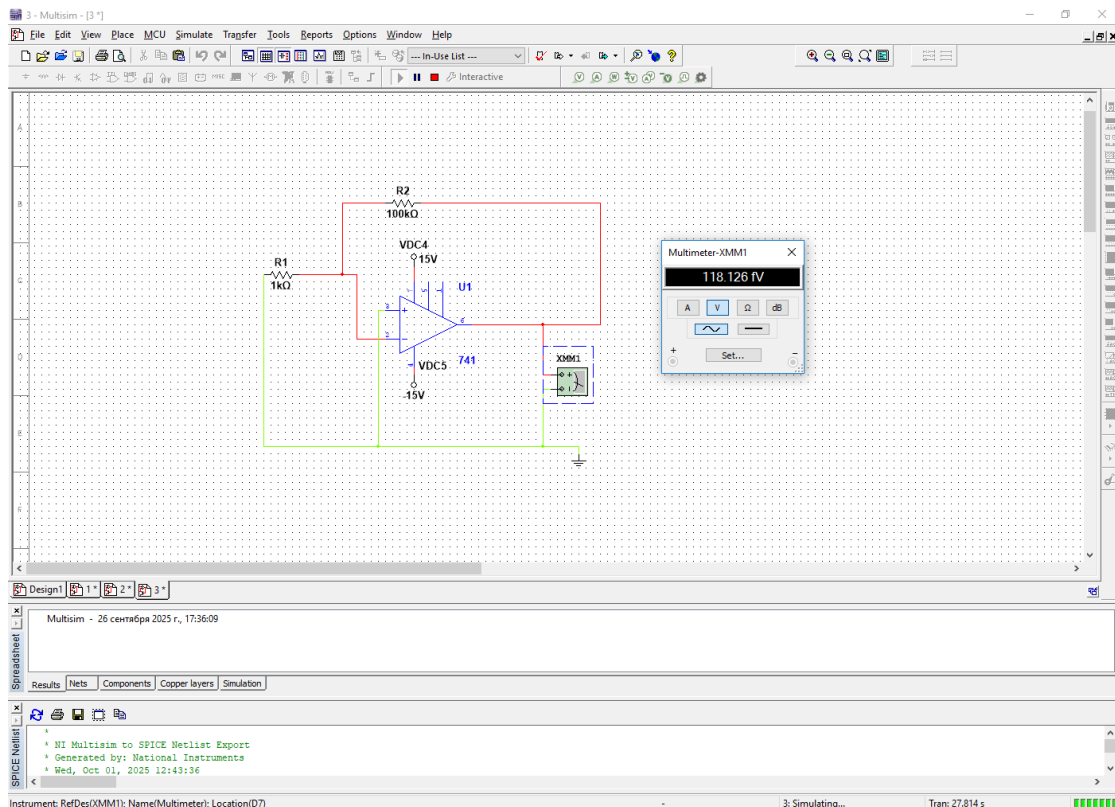 3 - Multisim - [3 *]
File Edit View Place MCU Simulate Transfer Tools Reports Options Window Help
--- In-Use List ---
Interactive
A
B
R2
100kΩ
VDC4
15V
C
R1
1kΩ
U1
3
2
6
4
741
VDC5
-15V
XMM1
D
E
F
Multimeter-XMM1
118.126 fV
A V Ω dB
+ Set... -
Design1 1 * 2 * 3 *
Multisim - 26 сентября 2025 г., 17:36:09
Spreadsheet
Results Nets Components Copper layers Simulation
SPICE Netlist
*
* NI Multisim to SPICE Netlist Export
* Generated by: National Instruments
* Wed, Oct 01, 2025 12:43:36
Instrument: RefDes(XMM1): Name(Multimeter): Location(D7)
-
3: Simulating...
Tran: 27.814 s